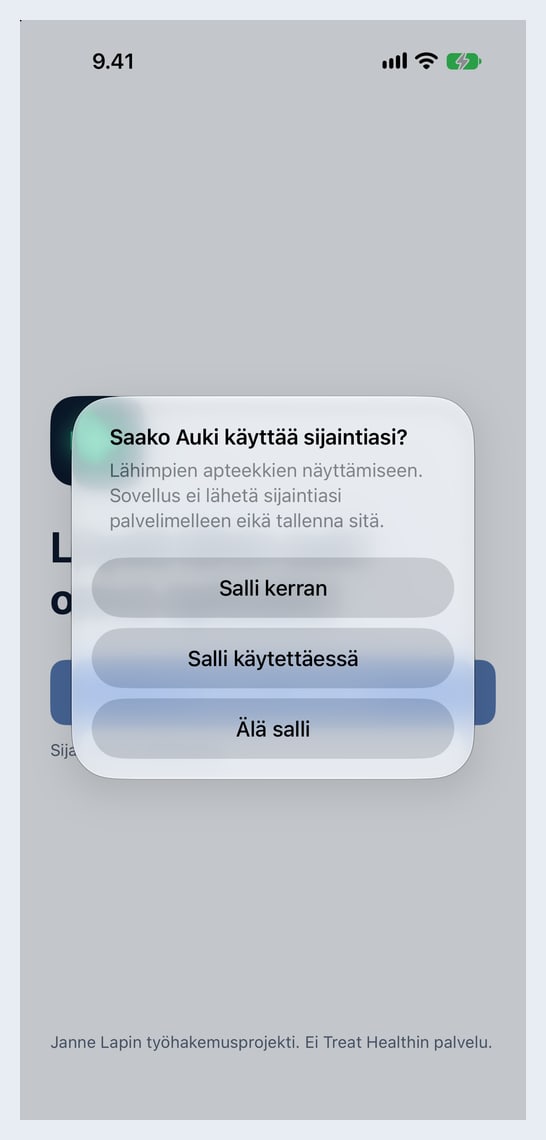 9.41
Saako Auki käyttää sijaintiasi?
Lähimpien apteekkien näyttämiseen.
Sovellus ei lähetä sijaintiasi
palvelimelleen eikä tallenna sitä.
Salli kerran
Salli käytettäessä
Älä salli
Janne Lapin työhakemusprojekti. Ei Treat Healthin palvelu.